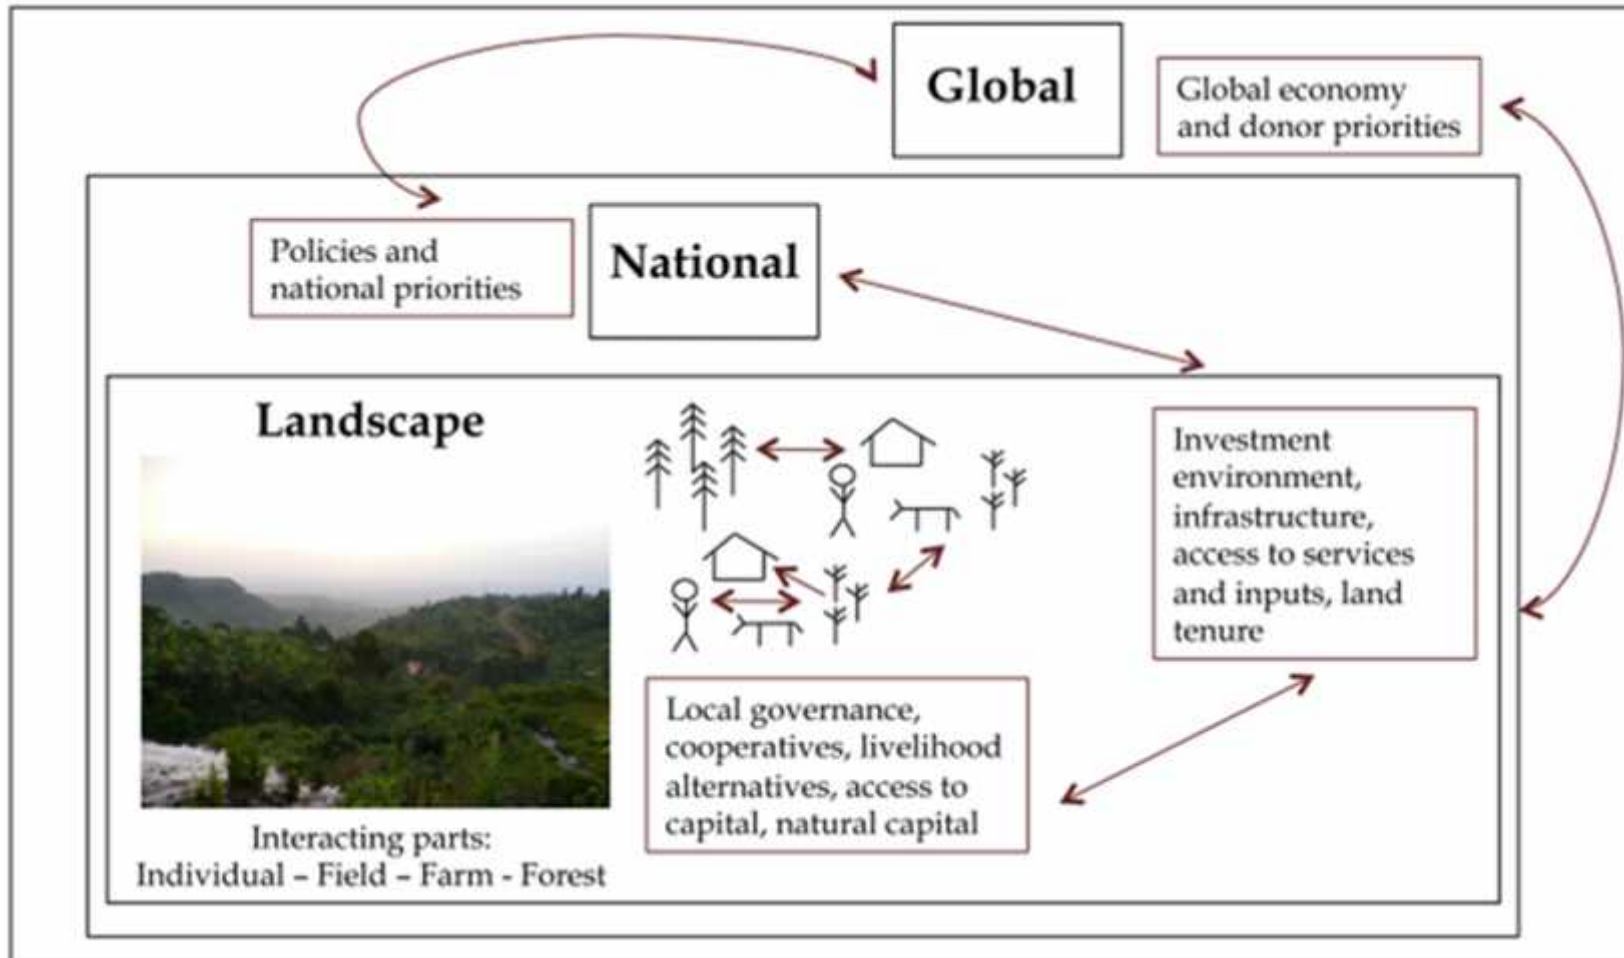 Global
Global economy
and donor priorities
Policies and
national priorities
National
Landscape
Interacting parts:
Individual – Field – Farm - Forest
Local governance,
cooperatives, livelihood
alternatives, access to
capital, natural capital
Investment
environment,
infrastructure,
access to services
and inputs, land
tenure